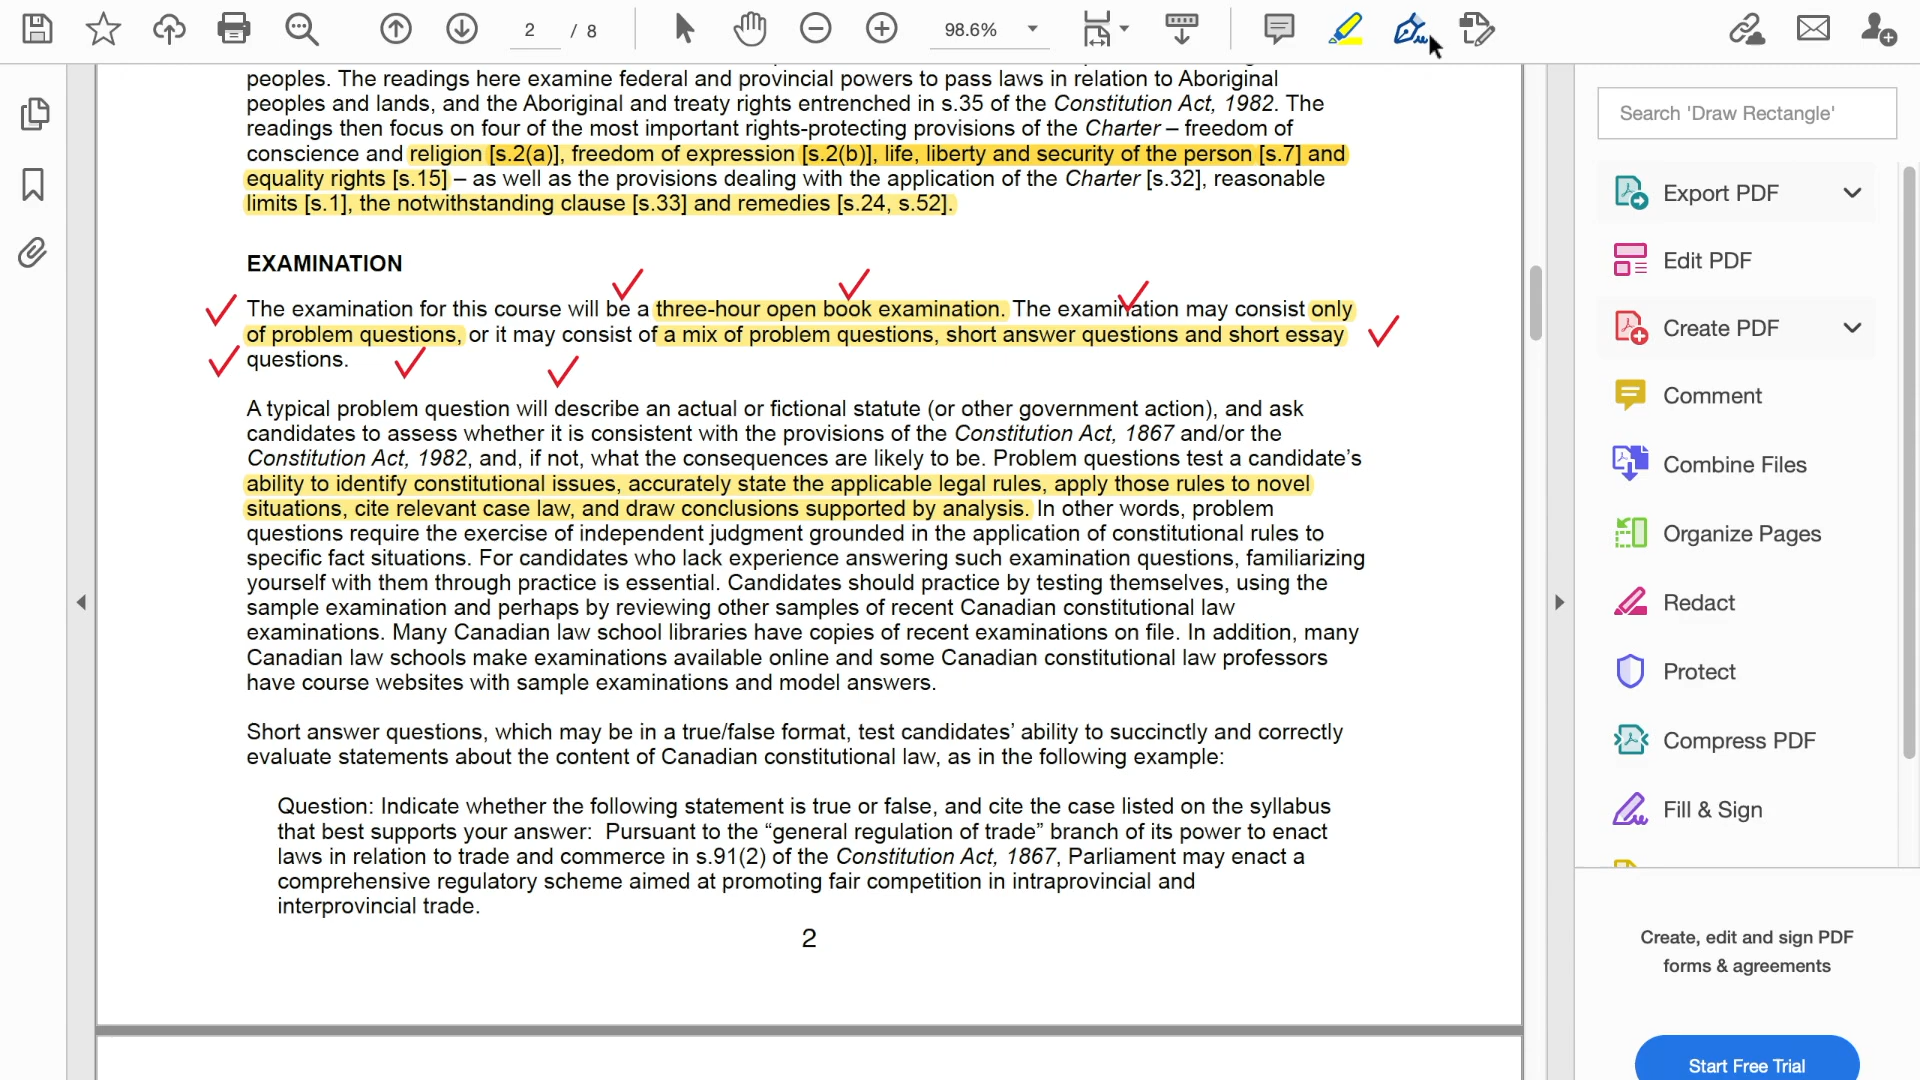 2 / 8
98.6%
peoples. The readings here examine federal and provincial powers to pass laws in relation to Aboriginal
peoples and lands, and the Aboriginal and treaty rights entrenched in s.35 of the Constitution Act, 1982. The
readings then focus on four of the most important rights-protecting provisions of the Charter – freedom of
conscience and religion [s.2(a)], freedom of expression [s.2(b)], life, liberty and security of the person [s.7] and
equality rights [s.15] – as well as the provisions dealing with the application of the Charter [s.32], reasonable
limits [s.1], the notwithstanding clause [s.33] and remedies [s.24, s.52].
EXAMINATION
The examination for this course will be a three-hour open book examination. The examination may consist only
of problem questions, or it may consist of a mix of problem questions, short answer questions and short essay
questions.
A typical problem question will describe an actual or fictional statute (or other government action), and ask
candidates to assess whether it is consistent with the provisions of the Constitution Act, 1867 and/or the
Constitution Act, 1982, and, if not, what the consequences are likely to be. Problem questions test a candidate’s
ability to identify constitutional issues, accurately state the applicable legal rules, apply those rules to novel
situations, cite relevant case law, and draw conclusions supported by analysis. In other words, problem
questions require the exercise of independent judgment grounded in the application of constitutional rules to
specific fact situations. For candidates who lack experience answering such examination questions, familiarizing
yourself with them through practice is essential. Candidates should practice by testing themselves, using the
sample examination and perhaps by reviewing other samples of recent Canadian constitutional law
examinations. Many Canadian law school libraries have copies of recent examinations on file. In addition, many
Canadian law schools make examinations available online and some Canadian constitutional law professors
have course websites with sample examinations and model answers.
Short answer questions, which may be in a true/false format, test candidates’ ability to succinctly and correctly
evaluate statements about the content of Canadian constitutional law, as in the following example:
Question: Indicate whether the following statement is true or false, and cite the case listed on the syllabus
that best supports your answer: Pursuant to the “general regulation of trade” branch of its power to enact
laws in relation to trade and commerce in s.91(2) of the Constitution Act, 1867, Parliament may enact a
comprehensive regulatory scheme aimed at promoting fair competition in intraprovincial and
interprovincial trade.
2
Search 'Draw Rectangle'
Export PDF
Edit PDF
Create PDF
Comment
Combine Files
Organize Pages
Redact
Protect
Compress PDF
Fill & Sign
Create, edit and sign PDF
forms & agreements
Start Free Trial